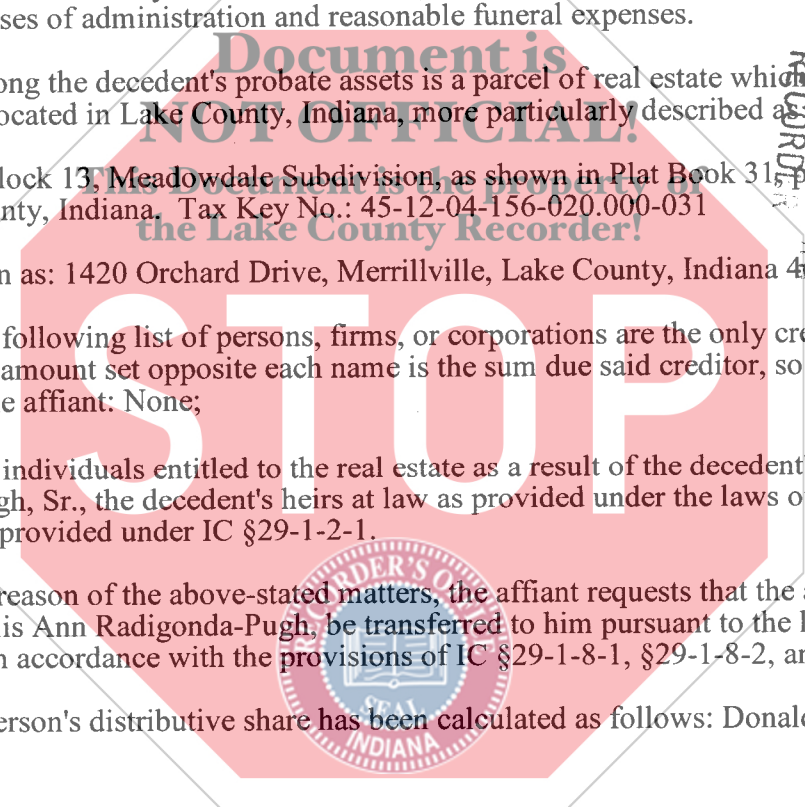 ses of administration and reasonable funeral expenses.
Document is
ong the decedent's probate assets is a parcel of real estate which
ocated in Lake County, Indiana, more particularly described as
NOT OFFICIAL!
lock 13, Meadowdale Subdivision, as shown in Plat Book 31, p
This Document is the property of
nty, Indiana. Tax Key No.: 45-12-04-156-020.000-031
the Lake County Recorder!
n as: 1420 Orchard Drive, Merrillville, Lake County, Indiana 4
STOP
following list of persons, firms, or corporations are the only cre
amount set opposite each name is the sum due said creditor, so
e affiant: None;
individuals entitled to the real estate as a result of the decedent'
gh, Sr., the decedent's heirs at law as provided under the laws o
provided under IC §29-1-2-1.
reason of the above-stated matters, the affiant requests that the a
is Ann Radigonda-Pugh, be transferred to him pursuant to the
n accordance with the provisions of IC §29-1-8-1, §29-1-8-2, an
erson's distributive share has been calculated as follows: Donald
RECORDER'S OFF
SEAL
INDIANA